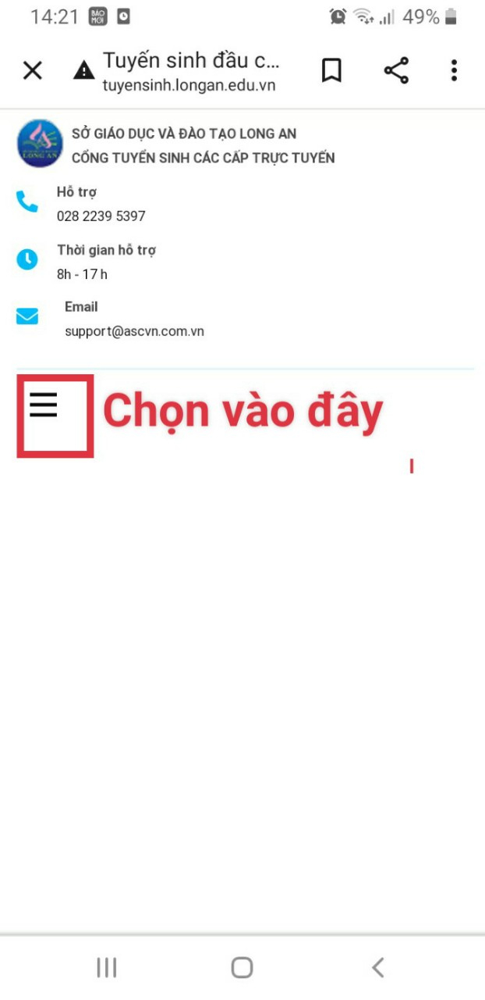 14:21 BÁO MỚI 49%
Tuyến sinh đầu c...
tuyensinh.longan.edu.vn
SỞ GIÁO DỤC VÀ ĐÀO TẠO LONG AN
LONG AN
CỔNG TUYỂN SINH CÁC CẤP TRỰC TUYẾN
Hỗ trợ
028 2239 5397
Thời gian hỗ trợ
8h - 17 h
Email
support@ascvn.com.vn
Chọn vào đây